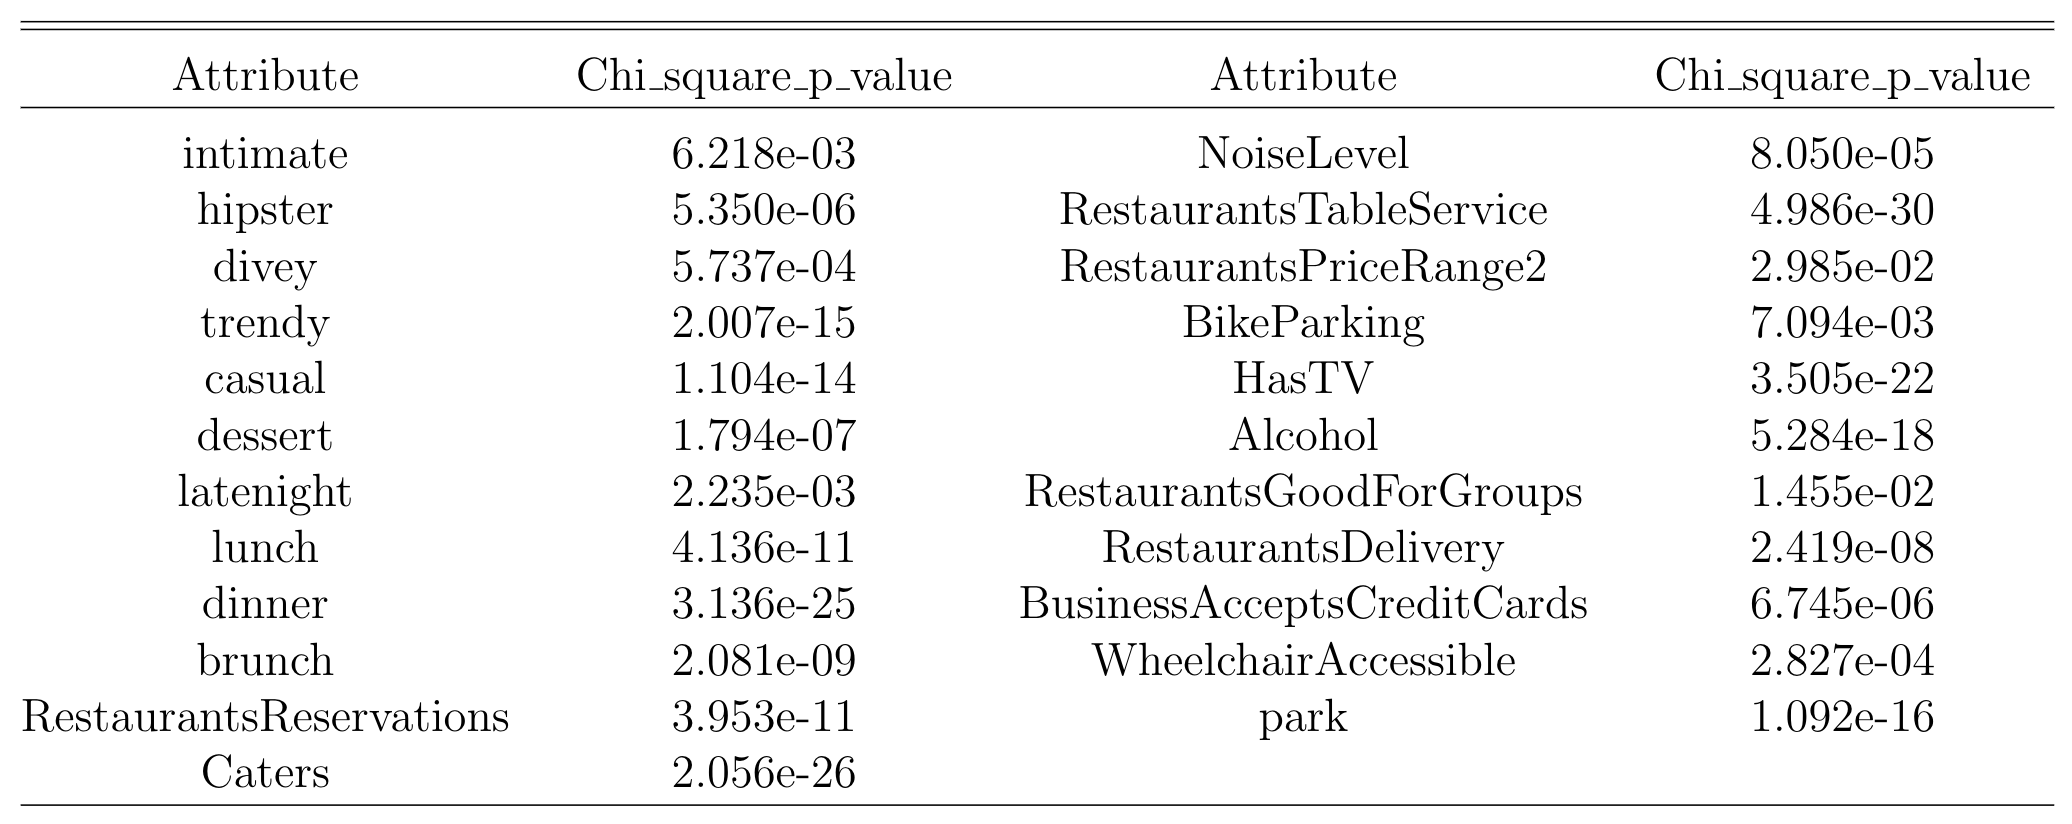 Attribute Chi_square_p_value Attribute Chi_square_p_value
intimate 6.218e-03 NoiseLevel 8.050e-05
hipster 5.350e-06 RestaurantsTableService 4.986e-30
divey 5.737e-04 RestaurantsPriceRange2 2.985e-02
trendy 2.007e-15 BikeParking 7.094e-03
casual 1.104e-14 HasTV 3.505e-22
dessert 1.794e-07 Alcohol 5.284e-18
latenight 2.235e-03 RestaurantsGoodForGroups 1.455e-02
lunch 4.136e-11 RestaurantsDelivery 2.419e-08
dinner 3.136e-25 BusinessAcceptsCreditCards 6.745e-06
brunch 2.081e-09 WheelchairAccessible 2.827e-04
RestaurantsReservations 3.953e-11 park 1.092e-16
Caters 2.056e-26